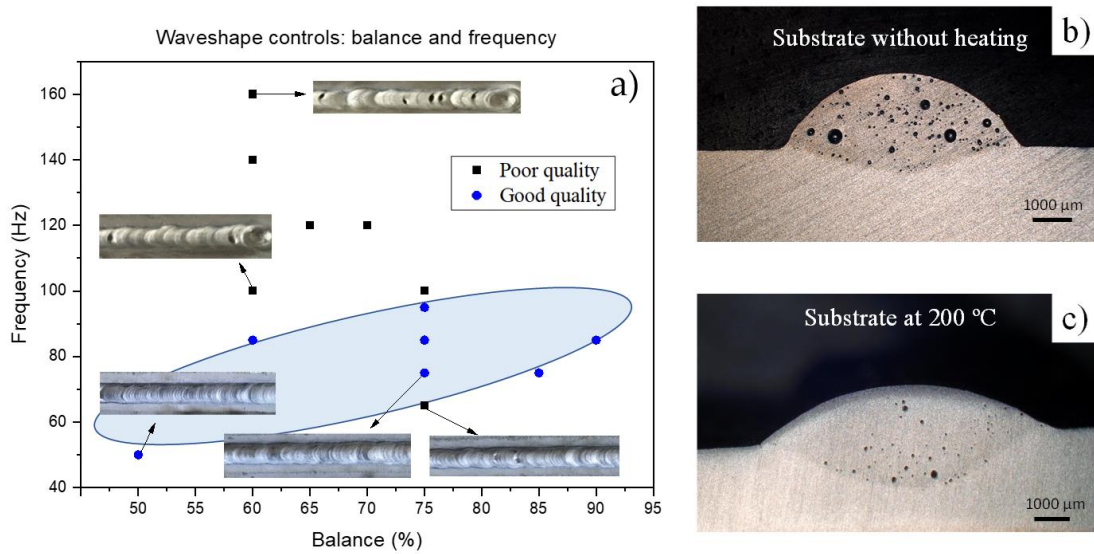 Waveshape controls: balance and frequency
a)
160
140
120
100
80
60
40
Frequency (Hz)
Poor quality
Good quality
50
55
60
65
70
75
80
85
90
95
Balance (%)
b)
Substrate without heating
1000 µm
c)
Substrate at 200 ºC
1000 µm